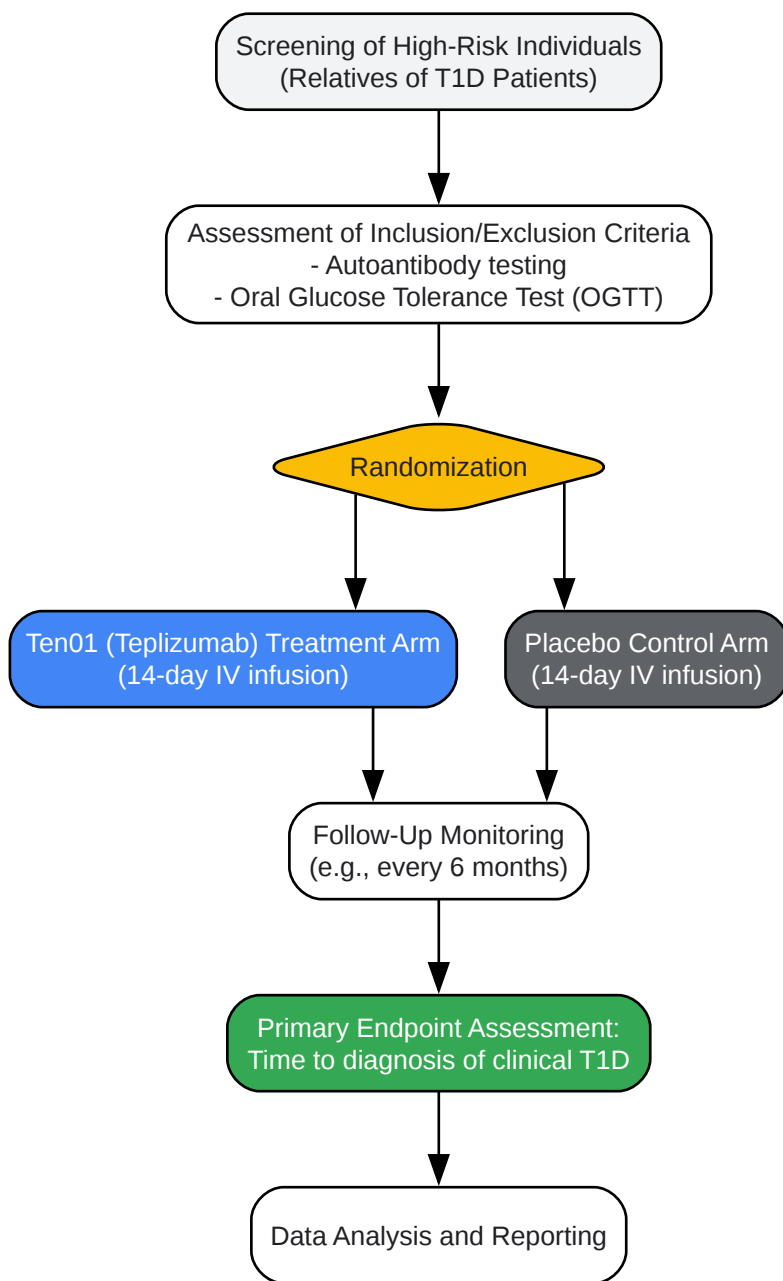 Screening of High-Risk Individuals
(Relatives of T1D Patients)
Assessment of Inclusion/Exclusion Criteria
- Autoantibody testing
- Oral Glucose Tolerance Test (OGTT)
Randomization
Ten01 (Teplizumab) Treatment Arm
(14-day IV infusion)
Placebo Control Arm
(14-day IV infusion)
Follow-Up Monitoring
(e.g., every 6 months)
Primary Endpoint Assessment:
Time to diagnosis of clinical T1D
Data Analysis and Reporting